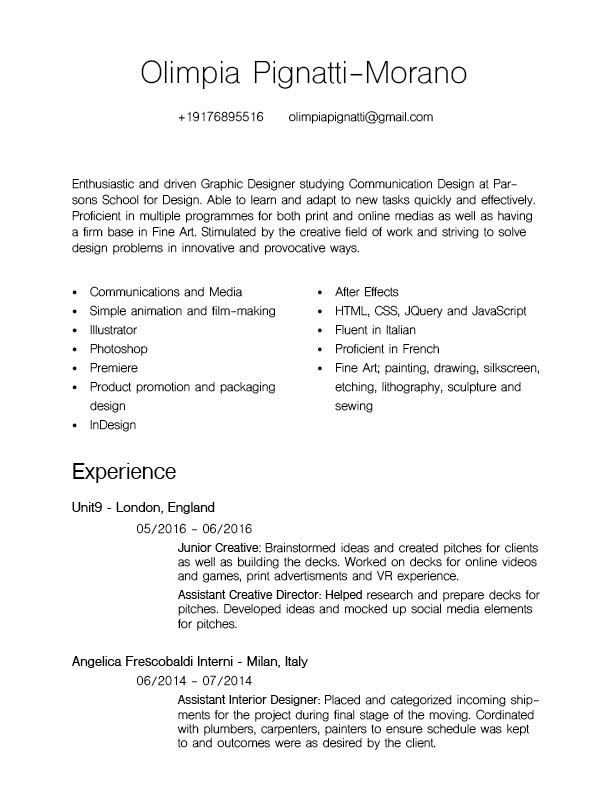 Olimpia Pignatti-Morano
+19176895516 olimpiapignatti@gmail.com
Enthusiastic and driven Graphic Designer studying Communication Design at Par-
sons School for Design. Able to learn and adapt to new tasks quickly and effectively.
Proficient in multiple programmes for both print and online medias as well as having
a firm base in Fine Art. Stimulated by the creative field of work and striving to solve
design problems in innovative and provocative ways.
• Communications and Media
• Simple animation and film-making
• Illustrator
• Photoshop
• Premiere
• Product promotion and packaging
design
• InDesign
• After Effects
• HTML, CSS, JQuery and JavaScript
• Fluent in Italian
• Proficient in French
• Fine Art; painting, drawing, silkscreen,
etching, lithography, sculpture and
sewing
Experience
Unit9 - London, England
05/2016 - 06/2016
Junior Creative: Brainstormed ideas and created pitches for clients
as well as building the decks. Worked on decks for online videos
and games, print advertisments and VR experience.
Assistant Creative Director: Helped research and prepare decks for
pitches. Developed ideas and mocked up social media elements
for pitches.
Angelica Frescobaldi Interni - Milan, Italy
06/2014 - 07/2014
Assistant Interior Designer: Placed and categorized incoming ship-
ments for the project during final stage of the moving. Cordinated
with plumbers, carpenters, painters to ensure schedule was kept
to and outcomes were as desired by the client.